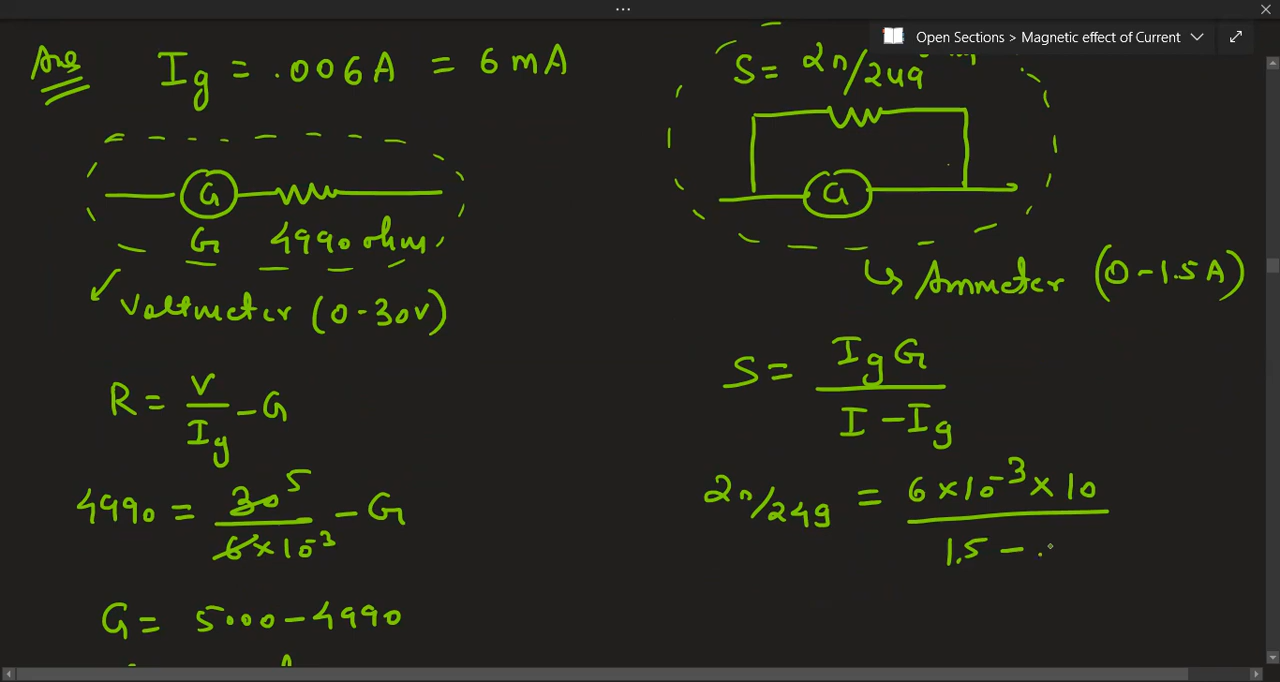 Open Sections > Magnetic effect of Current
Ans Ig = .006A = 6 mA
G
G 4990 ohm
Voltmeter (0-30V)
R = V/Ig - G
4990 = 30 5 / 6×10⁻³ - G
G = 5000 - 4990
S = 2n/249
G
Ammeter (0-1.5A)
S = Ig G / I - Ig
2n/249 = 6×10⁻³×10 / 1.5 - .